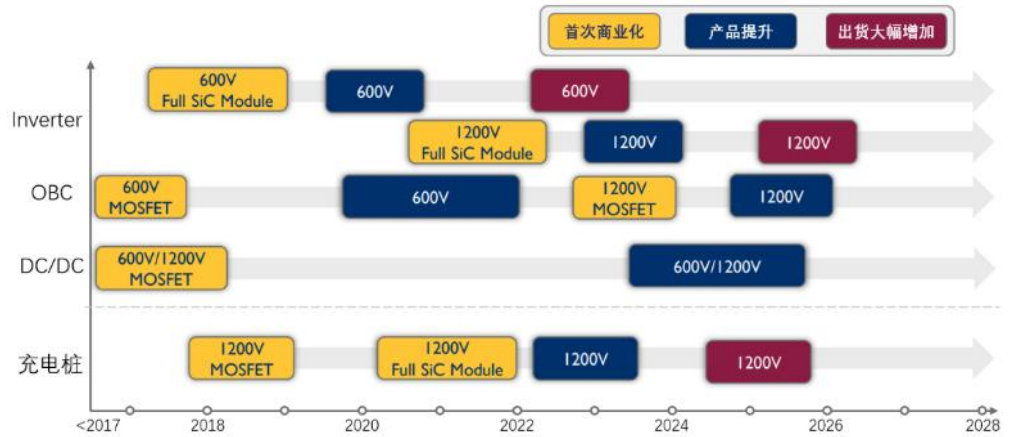 首次商业化
产品提升
出货大幅增加
Inverter
600V
Full SiC Module
600V
600V
1200V
Full SiC Module
1200V
1200V
OBC
600V
MOSFET
600V
1200V
MOSFET
1200V
DC/DC
600V/1200V
MOSFET
600V/1200V
充电桩
1200V
MOSFET
1200V
Full SiC Module
1200V
1200V
<2017
2018
2020
2022
2024
2026
2028